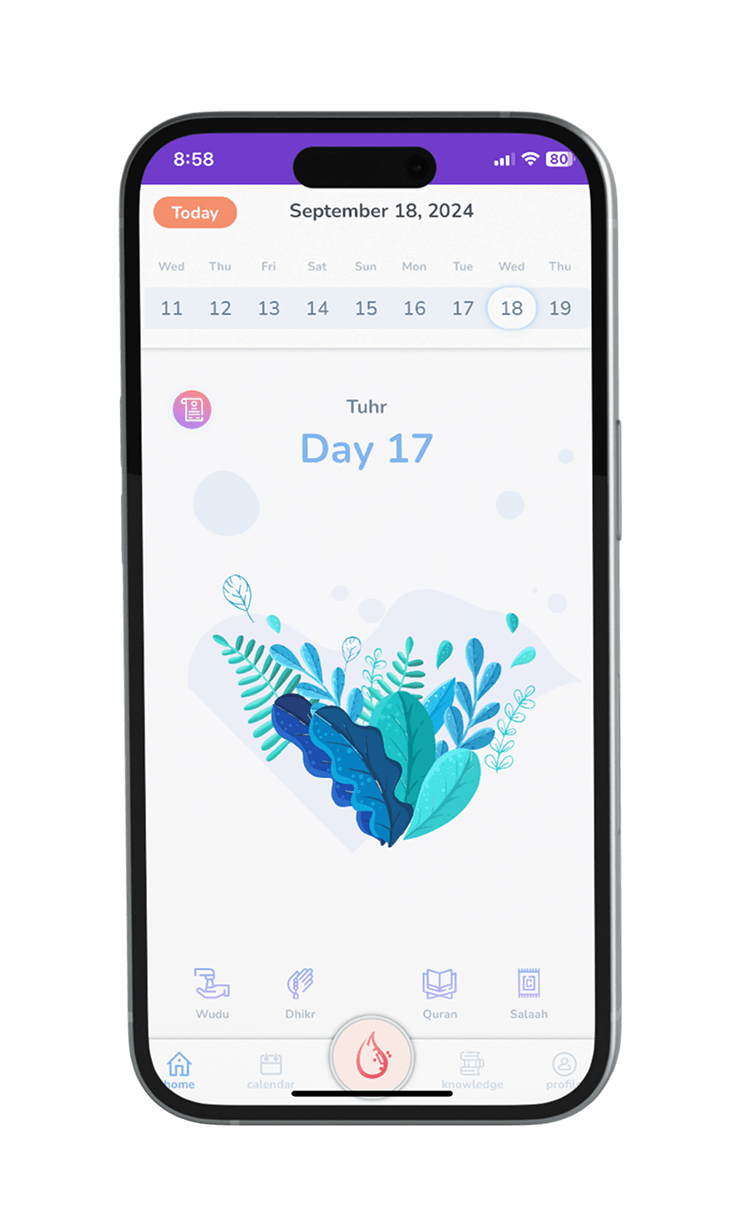 8:58
80
Today
September 18, 2024
Wed Thu Fri Sat Sun Mon Tue Wed Thu
11 12 13 14 15 16 17 18 19
Tuhr
Day 17
Wudu Dhikr Quran Salaah
home calendar knowledge profil